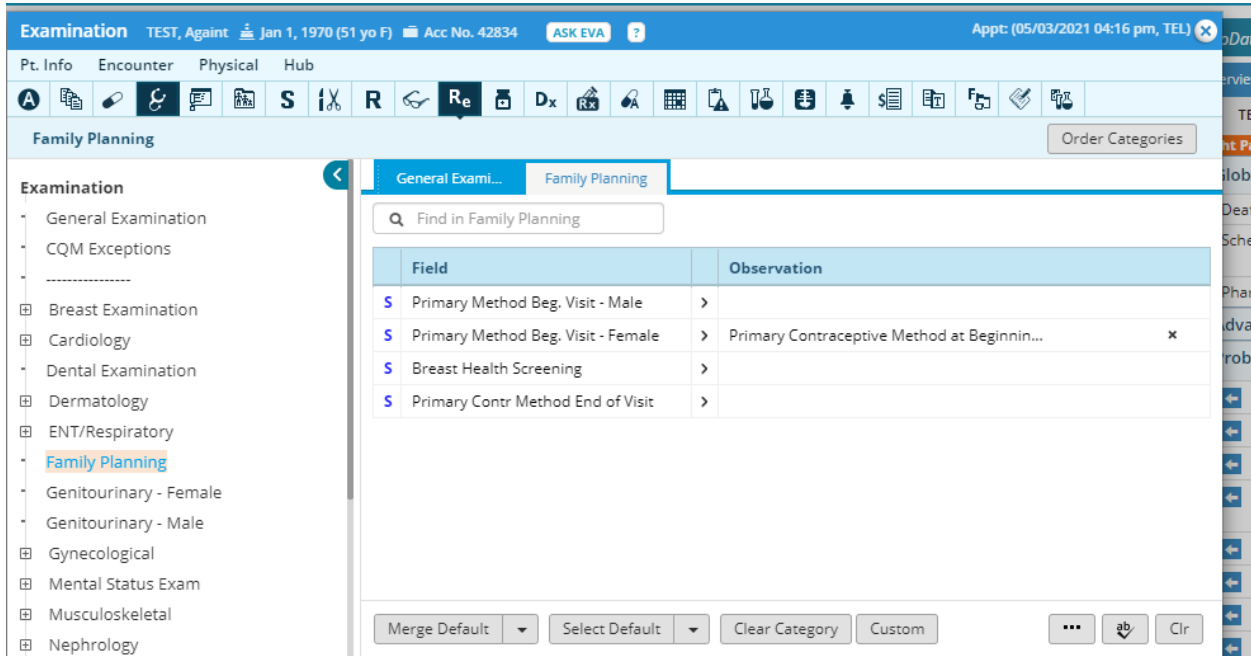 Examination TEST, Againt Jan 1, 1970 (51 yo F) Acc No. 42834 ASK EVA ? Appt: (05/03/2021 04:16 pm, TEL)
Pt. Info Encounter Physical Hub
A S R Re Dx Rx A $ T F
Family Planning Order Categories
Examination
General Examination
CQM Exceptions
----------------
Breast Examination
Cardiology
Dental Examination
Dermatology
ENT/Respiratory
Family Planning
Genitourinary - Female
Genitourinary - Male
Gynecological
Mental Status Exam
Musculoskeletal
Nephrology
General Exami... Family Planning
Find in Family Planning
Field Observation
S Primary Method Beg. Visit - Male >
S Primary Method Beg. Visit - Female > Primary Contraceptive Method at Beginnin... ×
S Breast Health Screening >
S Primary Contr Method End of Visit >
Merge Default Select Default Clear Category Custom ... ab Clr